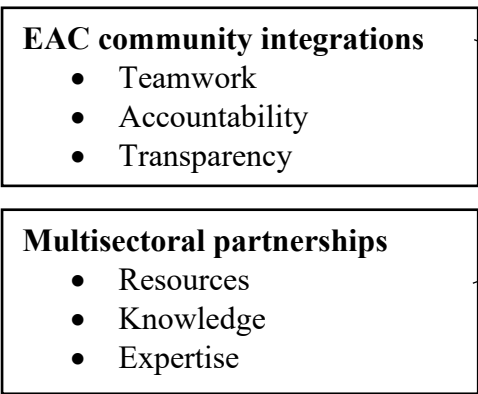 EAC community integrations
• Teamwork
• Accountability
• Transparency
Multisectoral partnerships
• Resources
• Knowledge
• Expertise